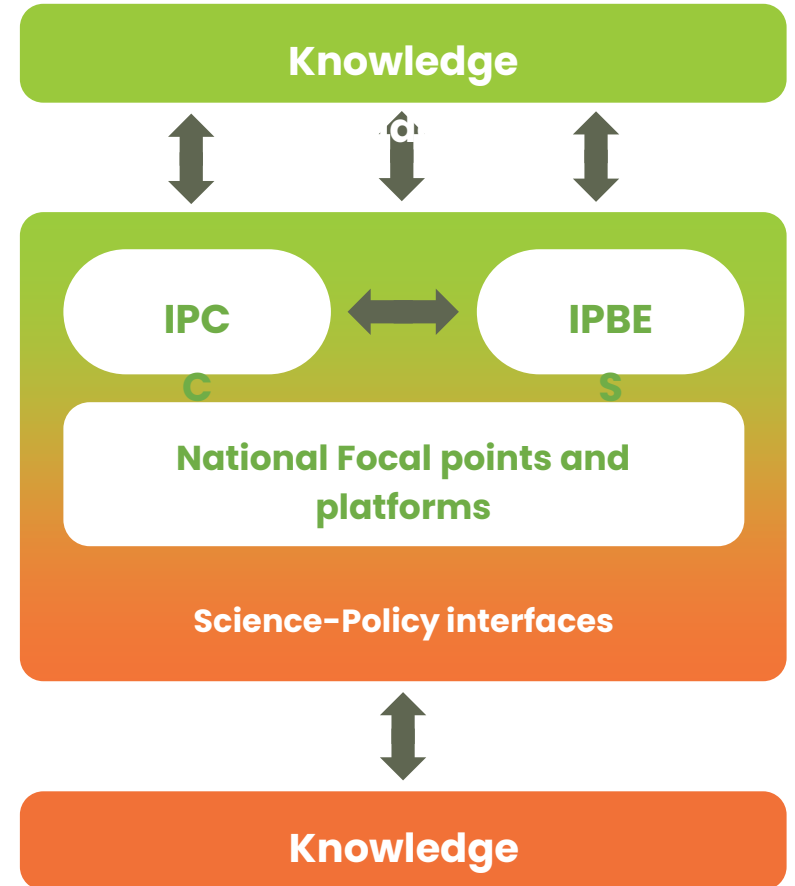 Knowledge
IPC
C
IPBE
S
National Focal points and
platforms
Science-Policy interfaces
Knowledge